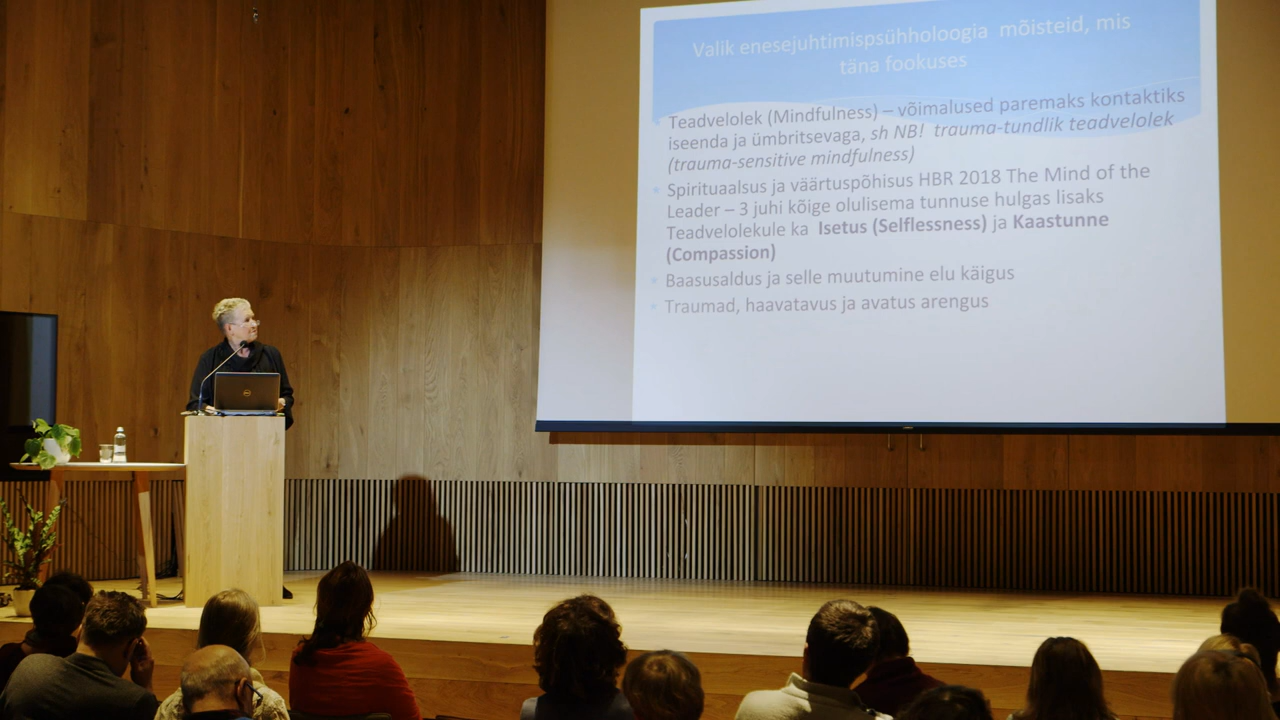 Valik enesejuhtimispsühholoogia mõisteid, mis
täna fookuses
Teadvelolek (Mindfulness) – võimalused paremaks kontaktiks
iseenda ja ümbritsevaga, sh NB! trauma-tundlik teadvelolek
(trauma-sensitive mindfulness)
Spirituaalsus ja väärtuspõhisus HBR 2018 The Mind of the
Leader – 3 juhi kõige olulisema tunnuse hulgas lisaks
Teadvelolekule ka Isetus (Selflessness) ja Kaastunne
(Compassion)
Baasusaldus ja selle muutumine elu käigus
Traumad, haavatavus ja avatus arengus
DELL